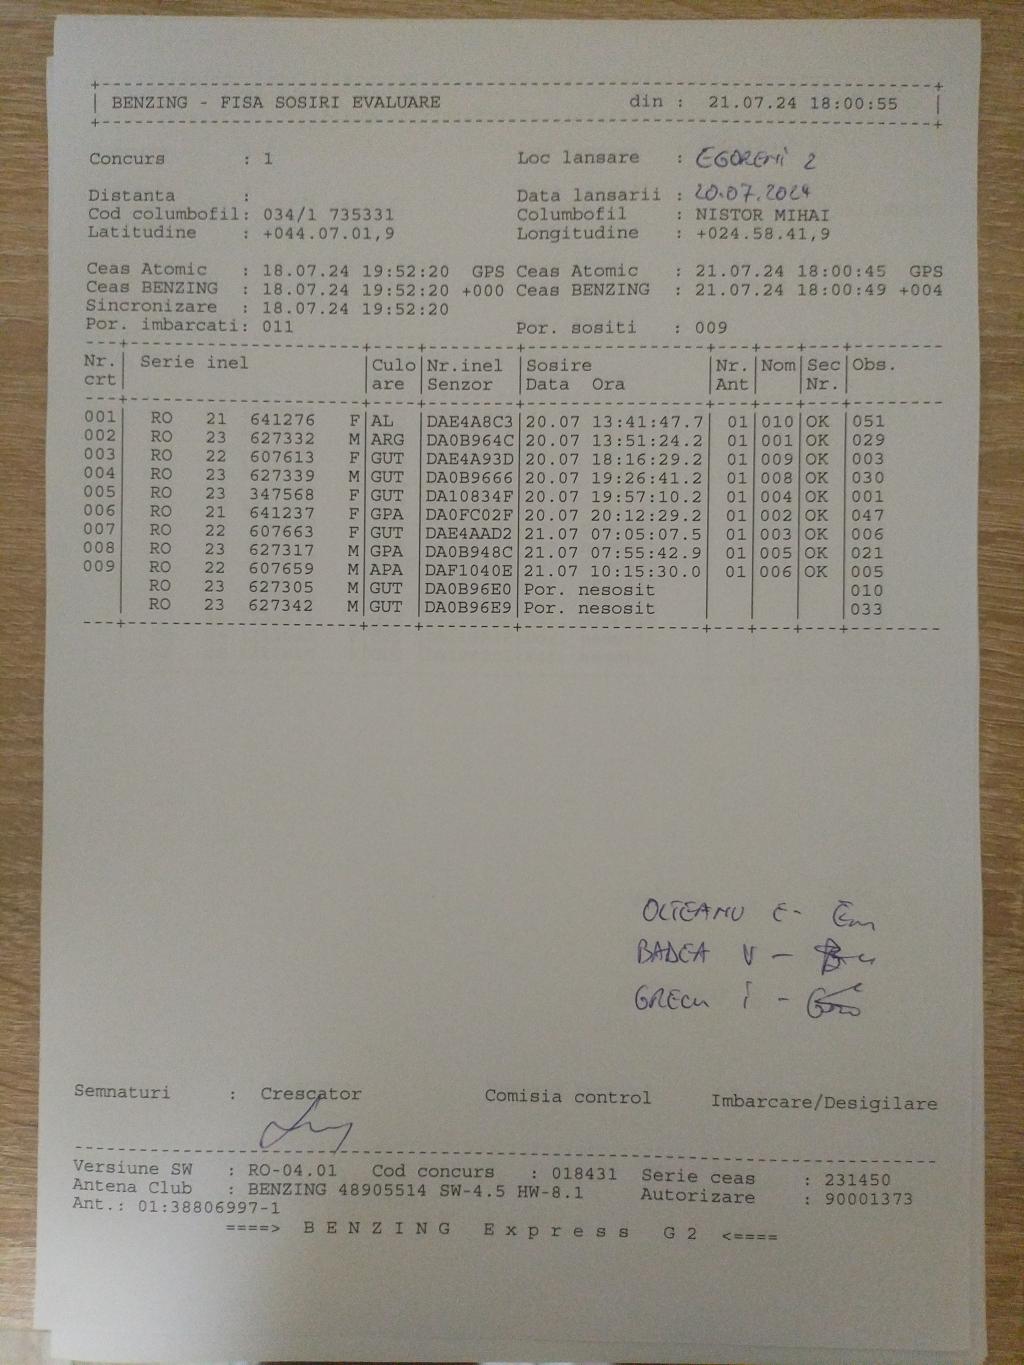 BENZING - FISA SOSIRI EVALUARE din : 21.07.24 18:00:55
Concurs : 1 Loc lansare : EGOREMI 2
Distanta : Data lansarii : 20.07.2024
Cod columbofil: 034/1 735331 Columbofil : NISTOR MIHAI
Latitudine : +044.07.01,9 Longitudine : +024.58.41,9
Ceas Atomic : 18.07.24 19:52:20 GPS Ceas Atomic : 21.07.24 18:00:45 GPS
Ceas BENZING : 18.07.24 19:52:20 +000 Ceas BENZING : 21.07.24 18:00:49 +004
Sincronizare : 18.07.24 19:52:20
Por. imbarcati: 011 Por. sositi : 009
Nr. Serie inel Culo Nr.inel Sosire Nr. Nom Sec Obs.
crt are Senzor Data Ora Ant Nr.
001 RO 21 641276 F AL DAE4A8C3 20.07 13:41:47.7 01 010 OK 051
002 RO 23 627332 M ARG DA0B964C 20.07 13:51:24.2 01 001 OK 029
003 RO 22 607613 F GUT DAE4A93D 20.07 18:16:29.2 01 009 OK 003
004 RO 23 627339 M GUT DA0B9666 20.07 19:26:41.2 01 008 OK 030
005 RO 23 347568 F GUT DA10834F 20.07 19:57:10.2 01 004 OK 001
006 RO 21 641237 F GPA DA0FC02F 20.07 20:12:29.2 01 002 OK 047
007 RO 22 607663 F GUT DAE4AAD2 21.07 07:05:07.5 01 003 OK 006
008 RO 23 627317 M GPA DA0B948C 21.07 07:55:42.9 01 005 OK 021
009 RO 22 607659 M APA DAF1040E 21.07 10:15:30.0 01 006 OK 005
RO 23 627305 M GUT DA0B96E0 Por. nesosit 010
RO 23 627342 M GUT DA0B96E9 Por. nesosit 033
OLTEANU E -
BADEA V -
GRECU I -
Semnaturi : Crescator Comisia control Imbarcare/Desigilare
Versiune SW : RO-04.01 Cod concurs : 018431 Serie ceas : 231450
Antena Club : BENZING 48905514 SW-4.5 HW-8.1 Autorizare : 90001373
Ant.: 01:38806997-1
====> B E N Z I N G E x p r e s s G 2 <====